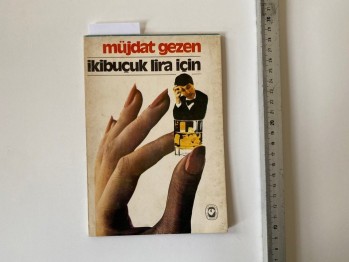 müjdat gezen
ikibuçuk lira için